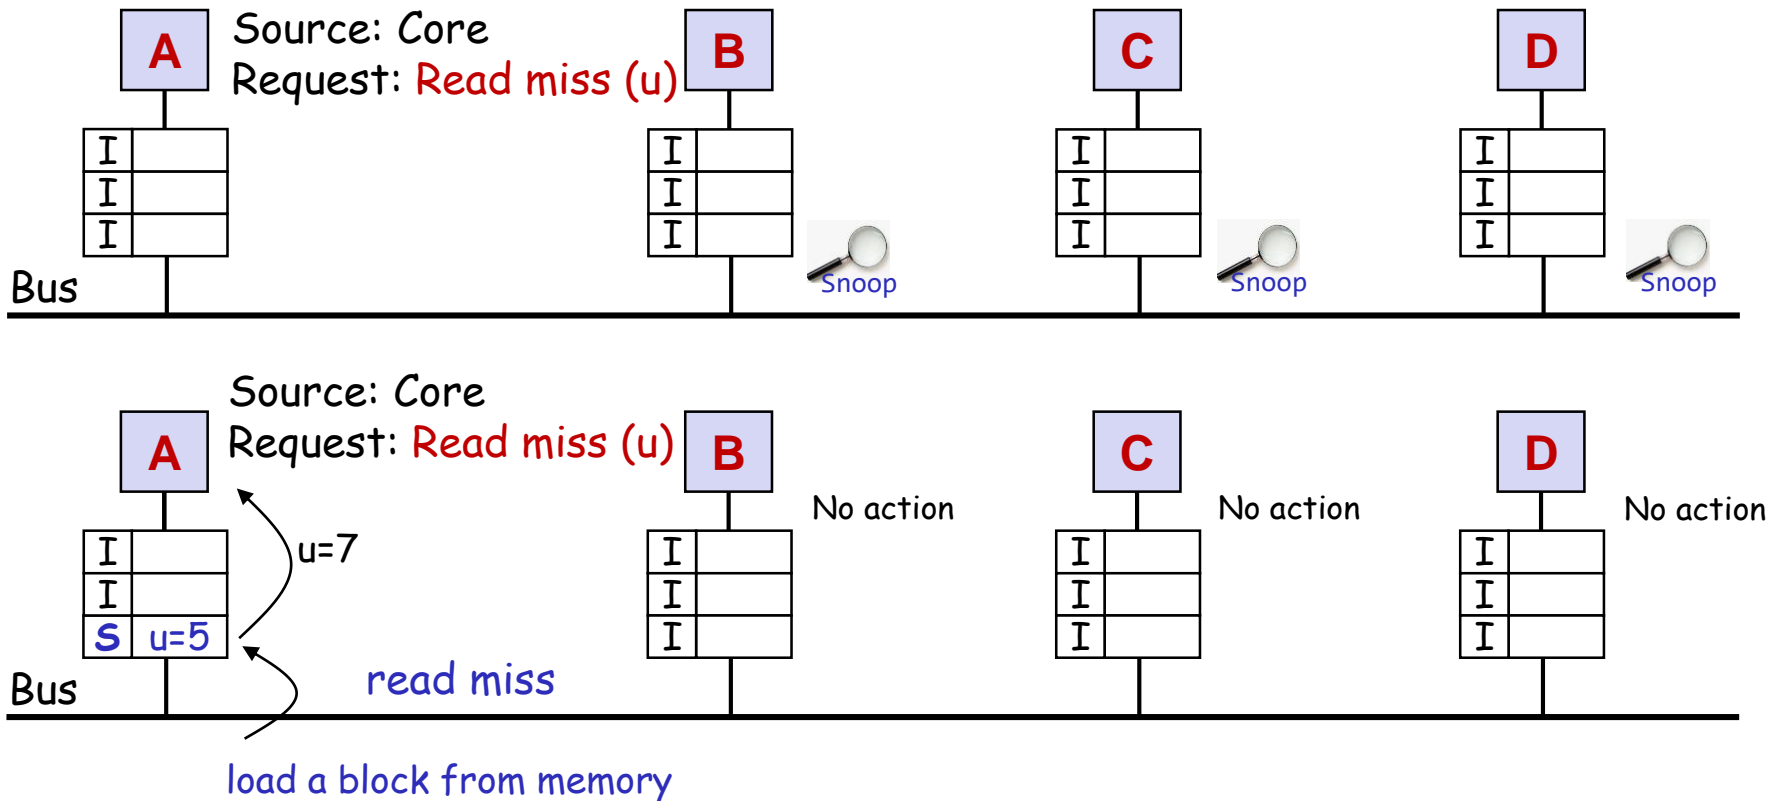 A
Source: Core
Request: Read miss (u)
B
C
D
I
I
I
I
I
I
I
I
I
I
I
I
Snoop
Snoop
Snoop
Bus
Source: Core
Request: Read miss (u)
A
B
C
D
No action
No action
No action
I
I
S u=5
u=7
I
I
I
I
I
I
I
I
I
Bus
read miss
load a block from memory